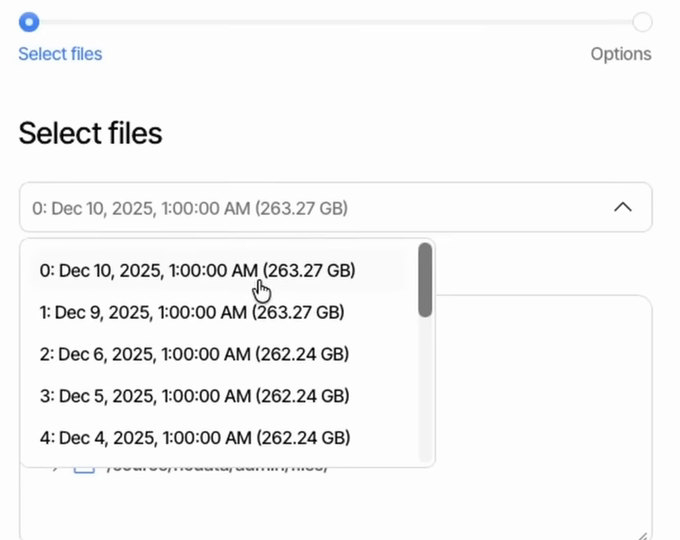 Select files
Options
Select files
0: Dec 10, 2025, 1:00:00 AM (263.27 GB)
0: Dec 10, 2025, 1:00:00 AM (263.27 GB)
1: Dec 9, 2025, 1:00:00 AM (263.27 GB)
2: Dec 6, 2025, 1:00:00 AM (262.24 GB)
3: Dec 5, 2025, 1:00:00 AM (262.24 GB)
4: Dec 4, 2025, 1:00:00 AM (262.24 GB)